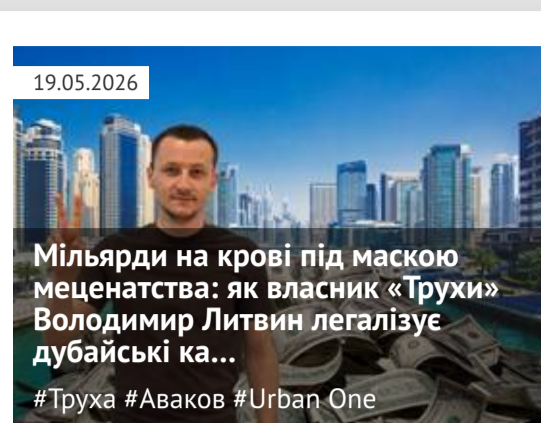 19.05.2026
Мільярди на крові під маскою
меценатства: як власник «Трухи»
Володимир Литвин легалізує
дубайські ка...
#Труха #Аваков #Urban One